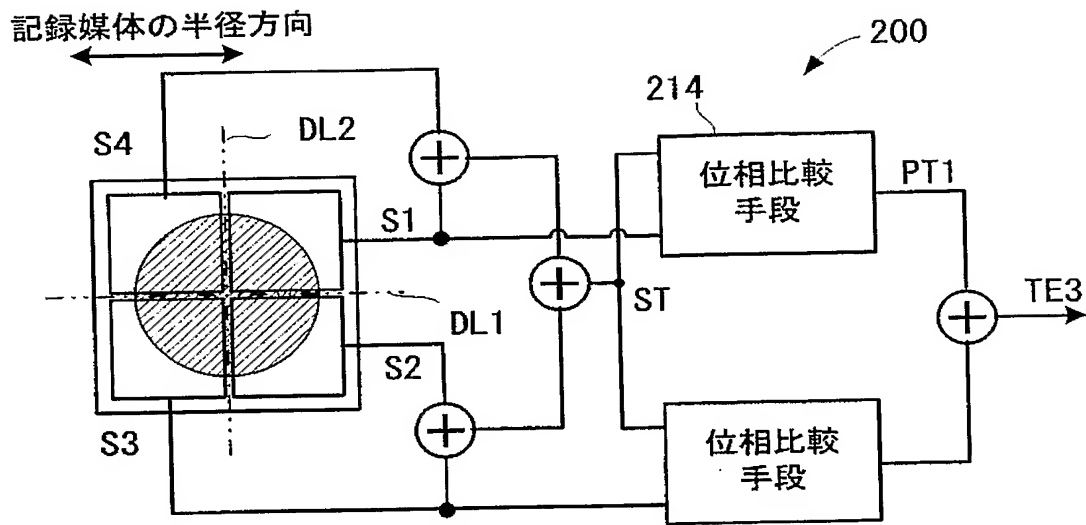 記録媒体の半径方向
200
214
S4
DL2
位相比較
手段
PT1
S1
ST
TE3
DL1
S2
S3
位相比較
手段